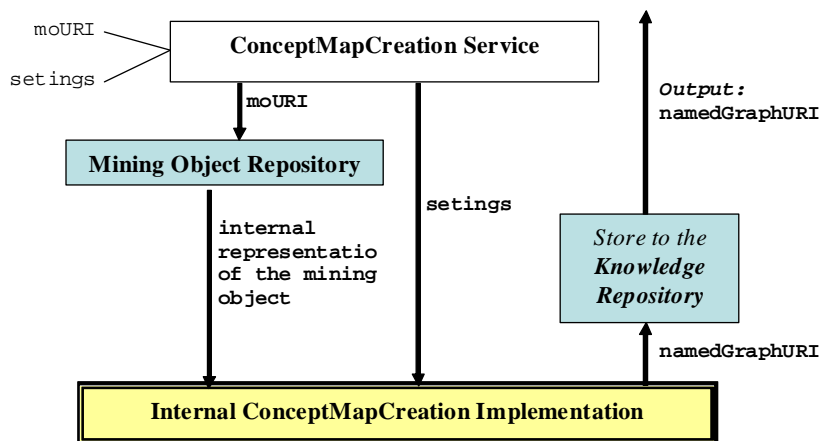 moURI
setings
ConceptMapCreation Service
moURI
Output:
namedGraphURI
Mining Object Repository
setings
internal
representatio
of the mining
object
Store to the
Knowledge
Repository
namedGraphURI
Internal ConceptMapCreation Implementation